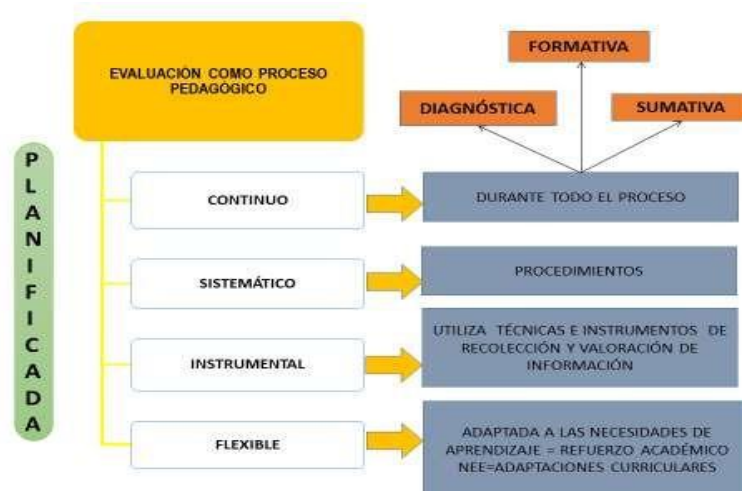 EVALUACIÓN COMO PROCESO
PEDAGÓGICO
FORMATIVA
DIAGNÓSTICA
SUMATIVA
PLANIFICADA
CONTINUO
DURANTE TODO EL PROCESO
SISTEMÁTICO
PROCEDIMIENTOS
INSTRUMENTAL
UTILIZA TÉCNICAS E INSTRUMENTOS DE
RECOLECCIÓN Y VALORACIÓN DE
INFORMACIÓN
FLEXIBLE
ADAPTADA A LAS NECESIDADES DE
APRENDIZAJE = REFUERZO ACADÉMICO
NEE=ADAPTACIONES CURRICULARES